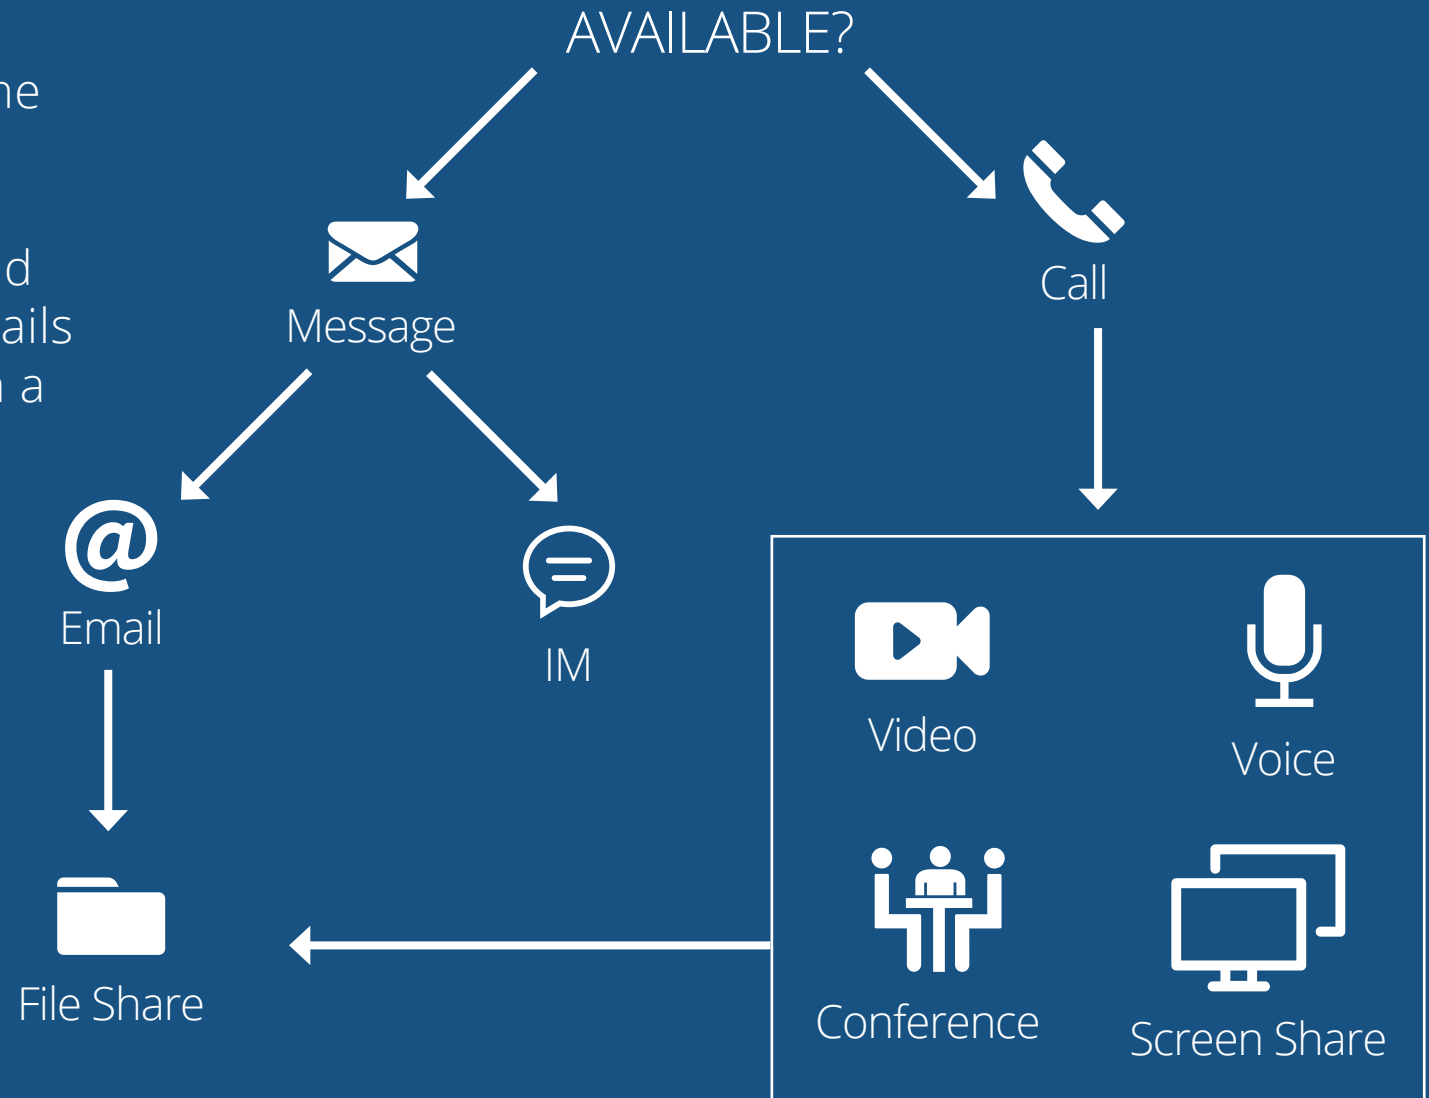 AVAILABLE?
d
a
Message
Call
@
Email
IM
Video
Voice
File Share
Conference
Screen Share